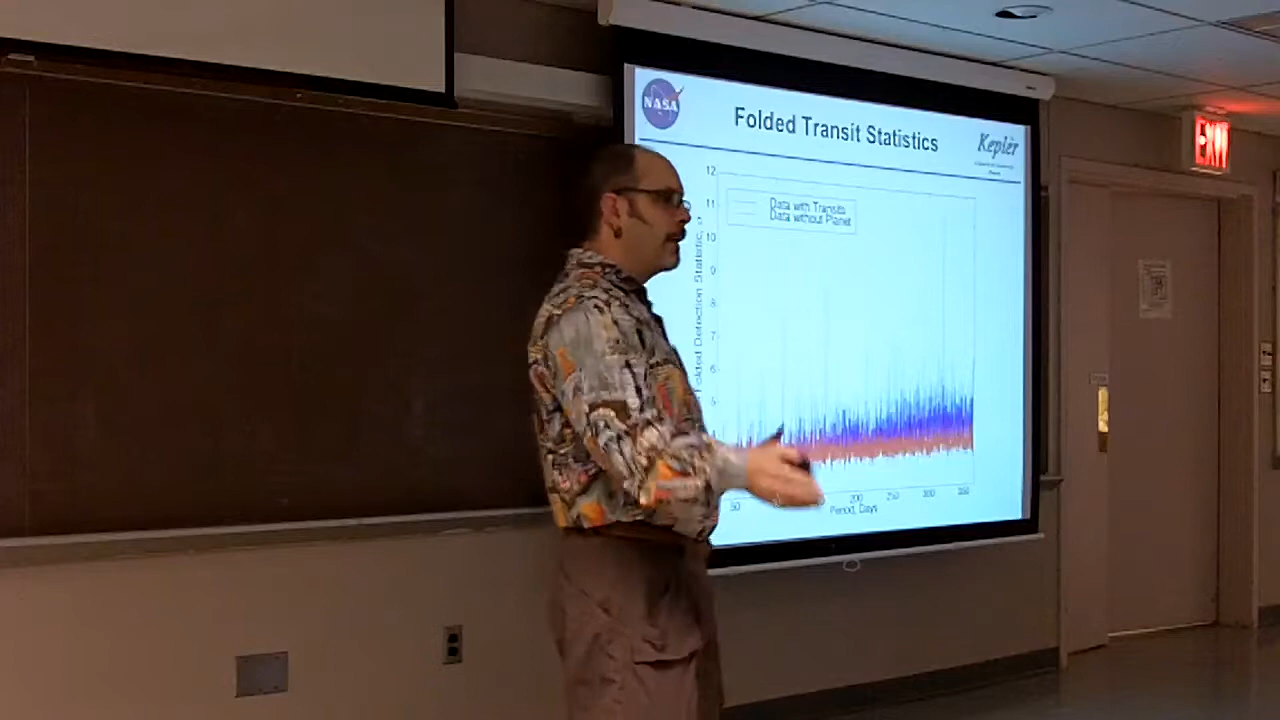 NASA
Folded Transit Statistics
Kepler
Data with Transits
Data without Planet
12
11
10
9
8
7
6
5
Folded Detection Statistic, σ
50
200
250
300
350
Period, Days
EXIT